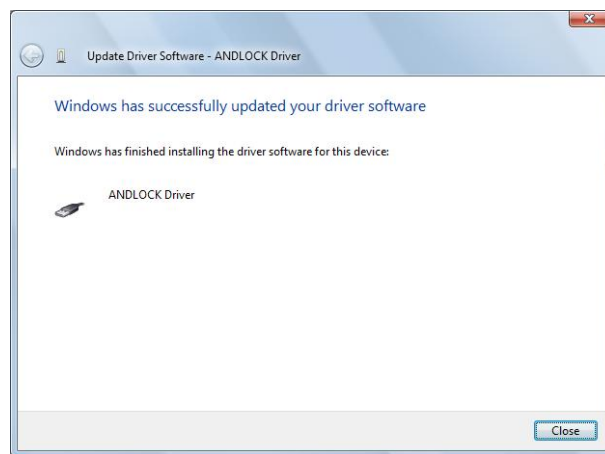 Update Driver Software - ANDLOCK Driver
Windows has successfully updated your driver software
Windows has finished installing the driver software for this device:
ANDLOCK Driver
Close